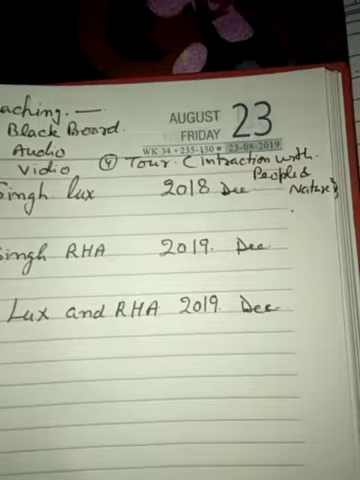 aching. —
Black Board.
AUGUST 23
FRIDAY
WK 34 • 235-130 • 23-08-2019
Audio
Vidio
④ Tour (Intraction with
People &
Nature}
Singh lux 2018 Dec
Singh RHA 2019. Dec
Lux and RHA 2019. Dec